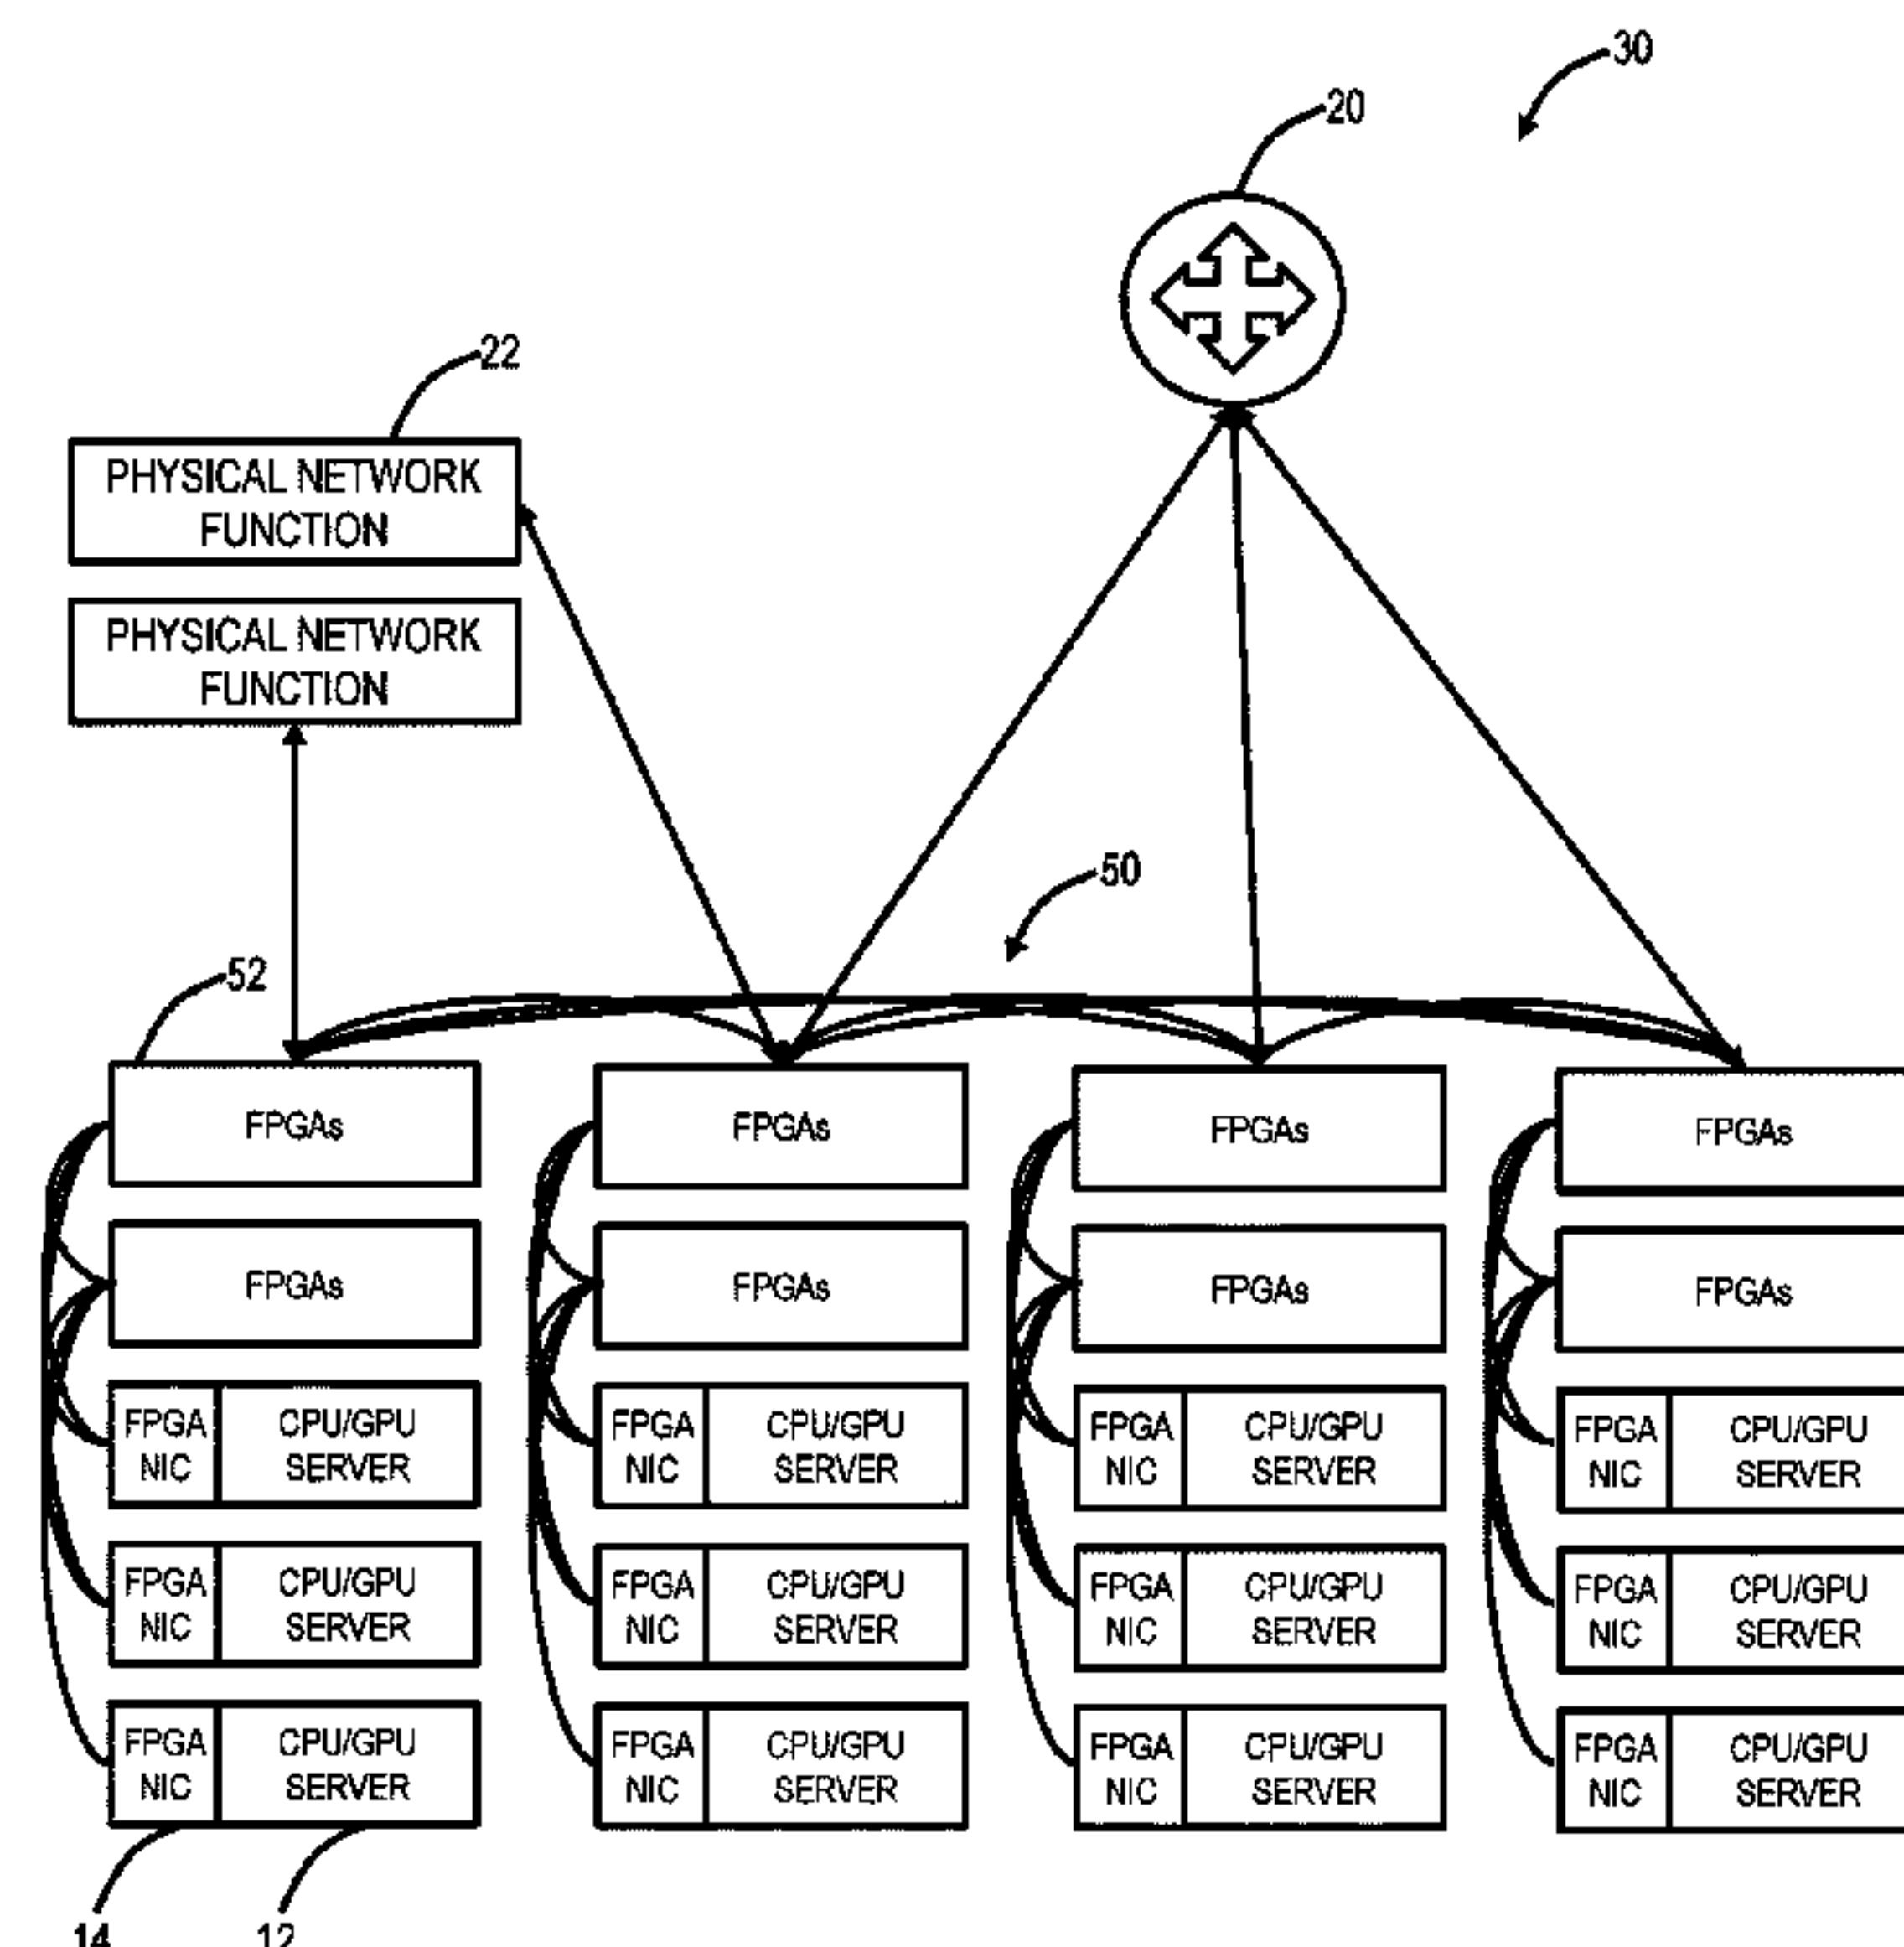 30
20
22
PHYSICAL NETWORK
FUNCTION
PHYSICAL NETWORK
FUNCTION
50
52
FPGAs
FPGAs
FPGAs
FPGAs
FPGAs
FPGAs
FPGAs
FPGAs
FPGA
NIC
CPU/GPU
SERVER
FPGA
NIC
CPU/GPU
SERVER
FPGA
NIC
CPU/GPU
SERVER
FPGA
NIC
CPU/GPU
SERVER
FPGA
NIC
CPU/GPU
SERVER
FPGA
NIC
CPU/GPU
SERVER
FPGA
NIC
CPU/GPU
SERVER
FPGA
NIC
CPU/GPU
SERVER
FPGA
NIC
CPU/GPU
SERVER
FPGA
NIC
CPU/GPU
SERVER
FPGA
NIC
CPU/GPU
SERVER
FPGA
NIC
CPU/GPU
SERVER
14
12